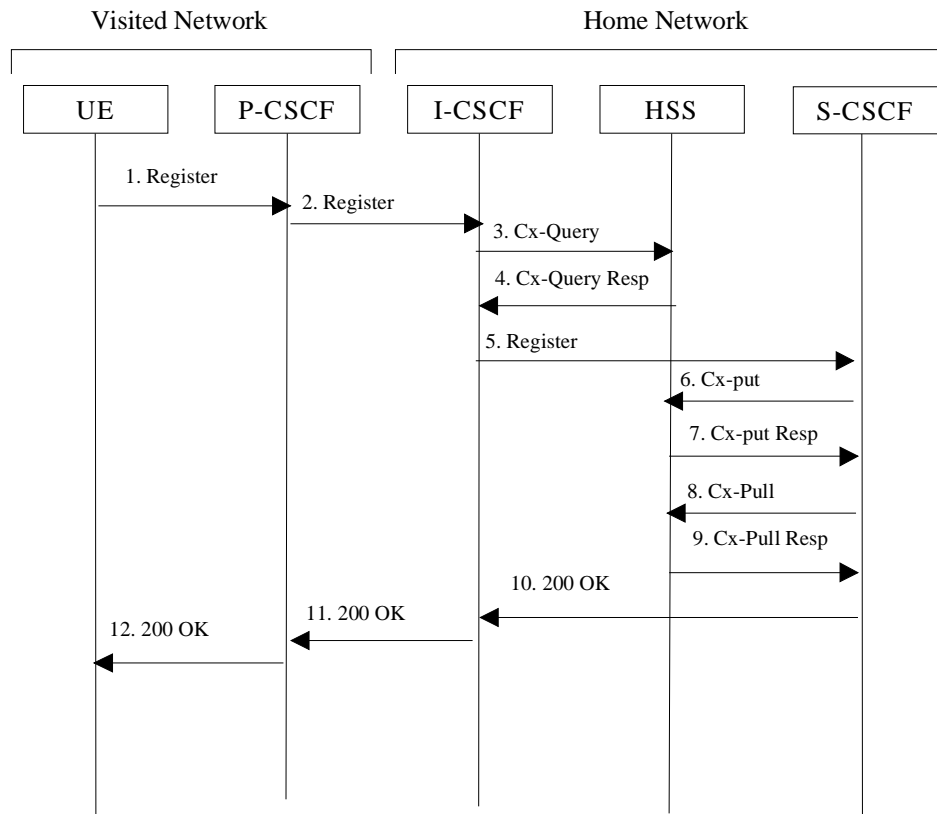 Visited Network
Home Network
UE
P-CSCF
I-CSCF
HSS
S-CSCF
1. Register
2. Register
3. Cx-Query
4. Cx-Query Resp
5. Register
6. Cx-put
7. Cx-put Resp
8. Cx-Pull
9. Cx-Pull Resp
10. 200 OK
11. 200 OK
12. 200 OK